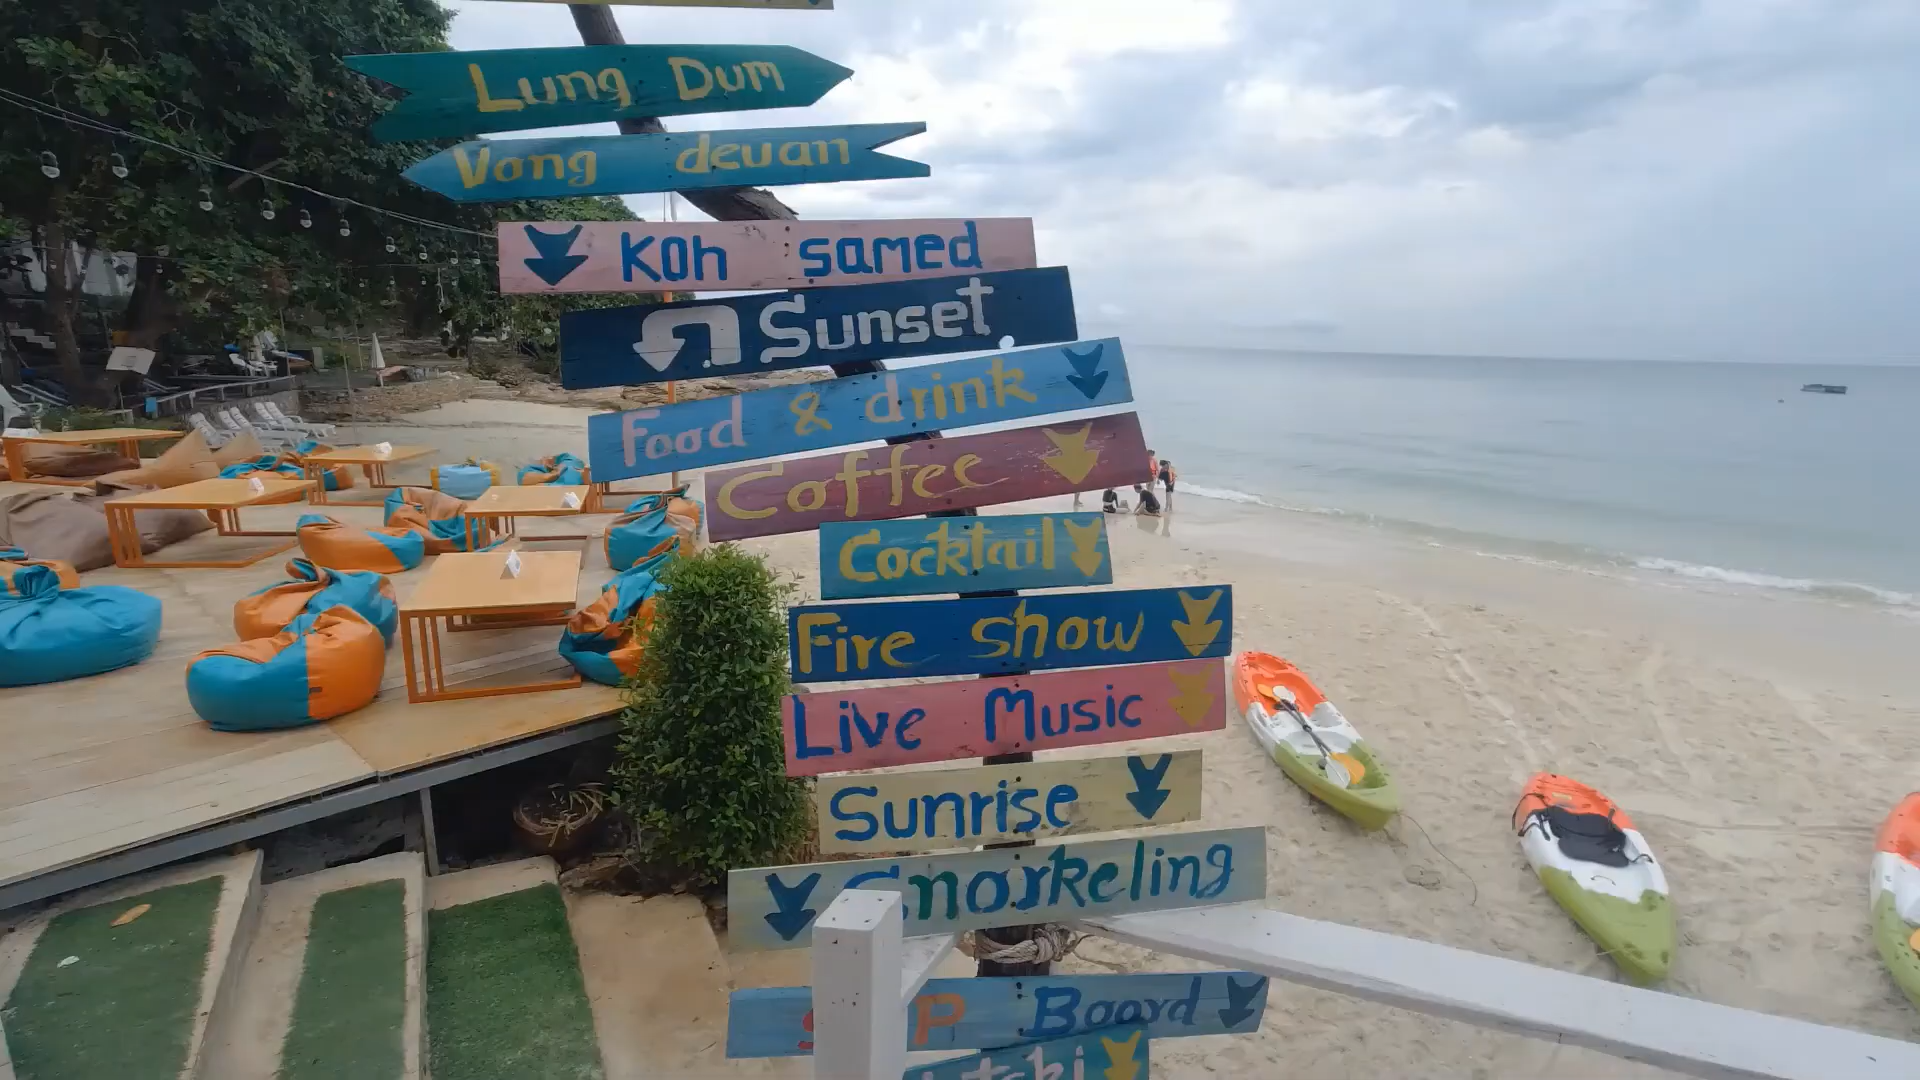 Lung Dum
Vong deuan
Koh samed
Sunset
Food & drink
Coffee
Cocktail
Fire show
Live Music
Sunrise
Snorkeling
Board